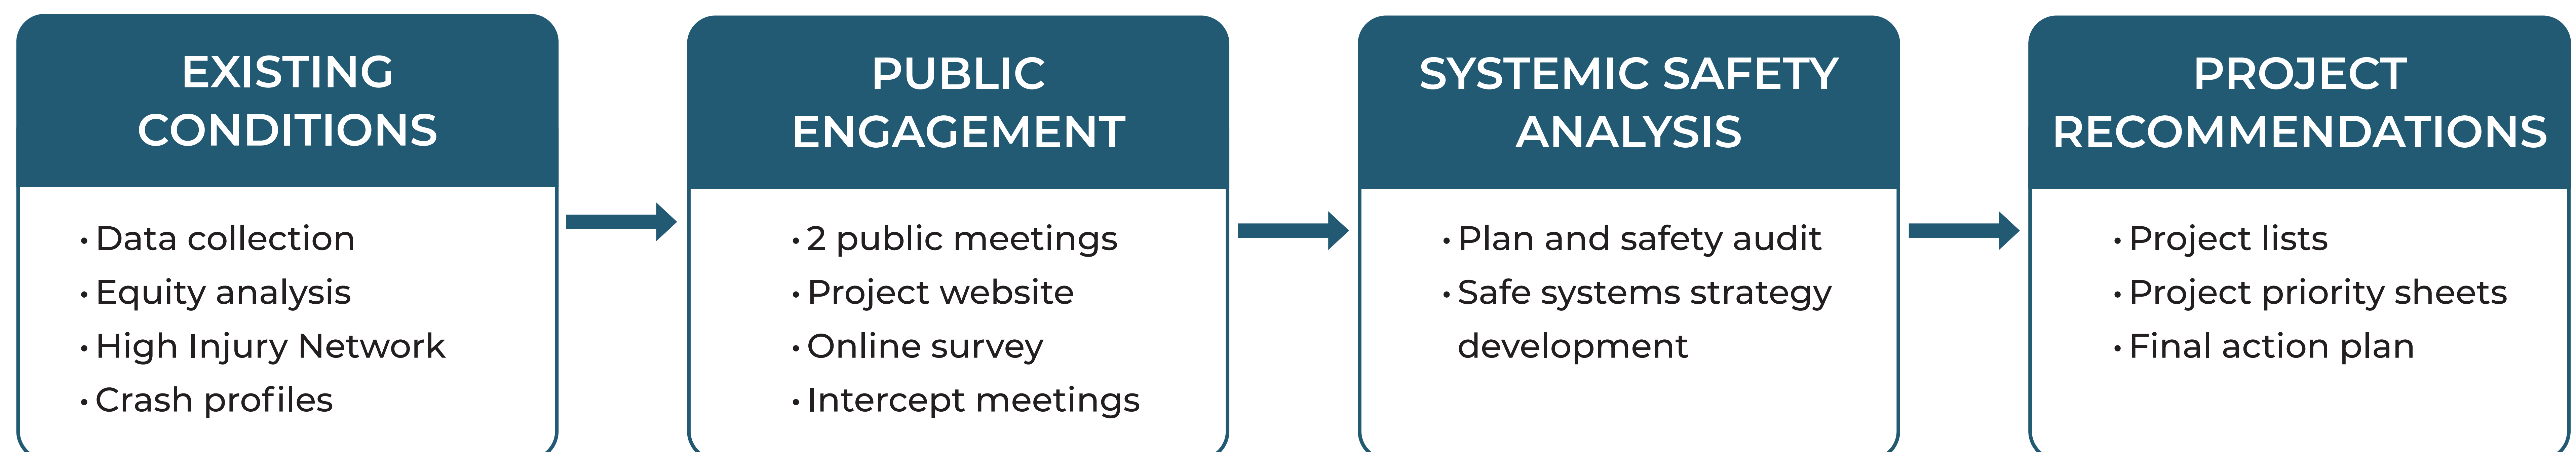 EXISTING
CONDITIONS
• Data collection
• Equity analysis
• High Injury Network
• Crash profiles
PUBLIC
ENGAGEMENT
• 2 public meetings
• Project website
• Online survey
• Intercept meetings
SYSTEMIC SAFETY
ANALYSIS
• Plan and safety audit
• Safe systems strategy
development
PROJECT
RECOMMENDATIONS
• Project lists
• Project priority sheets
• Final action plan